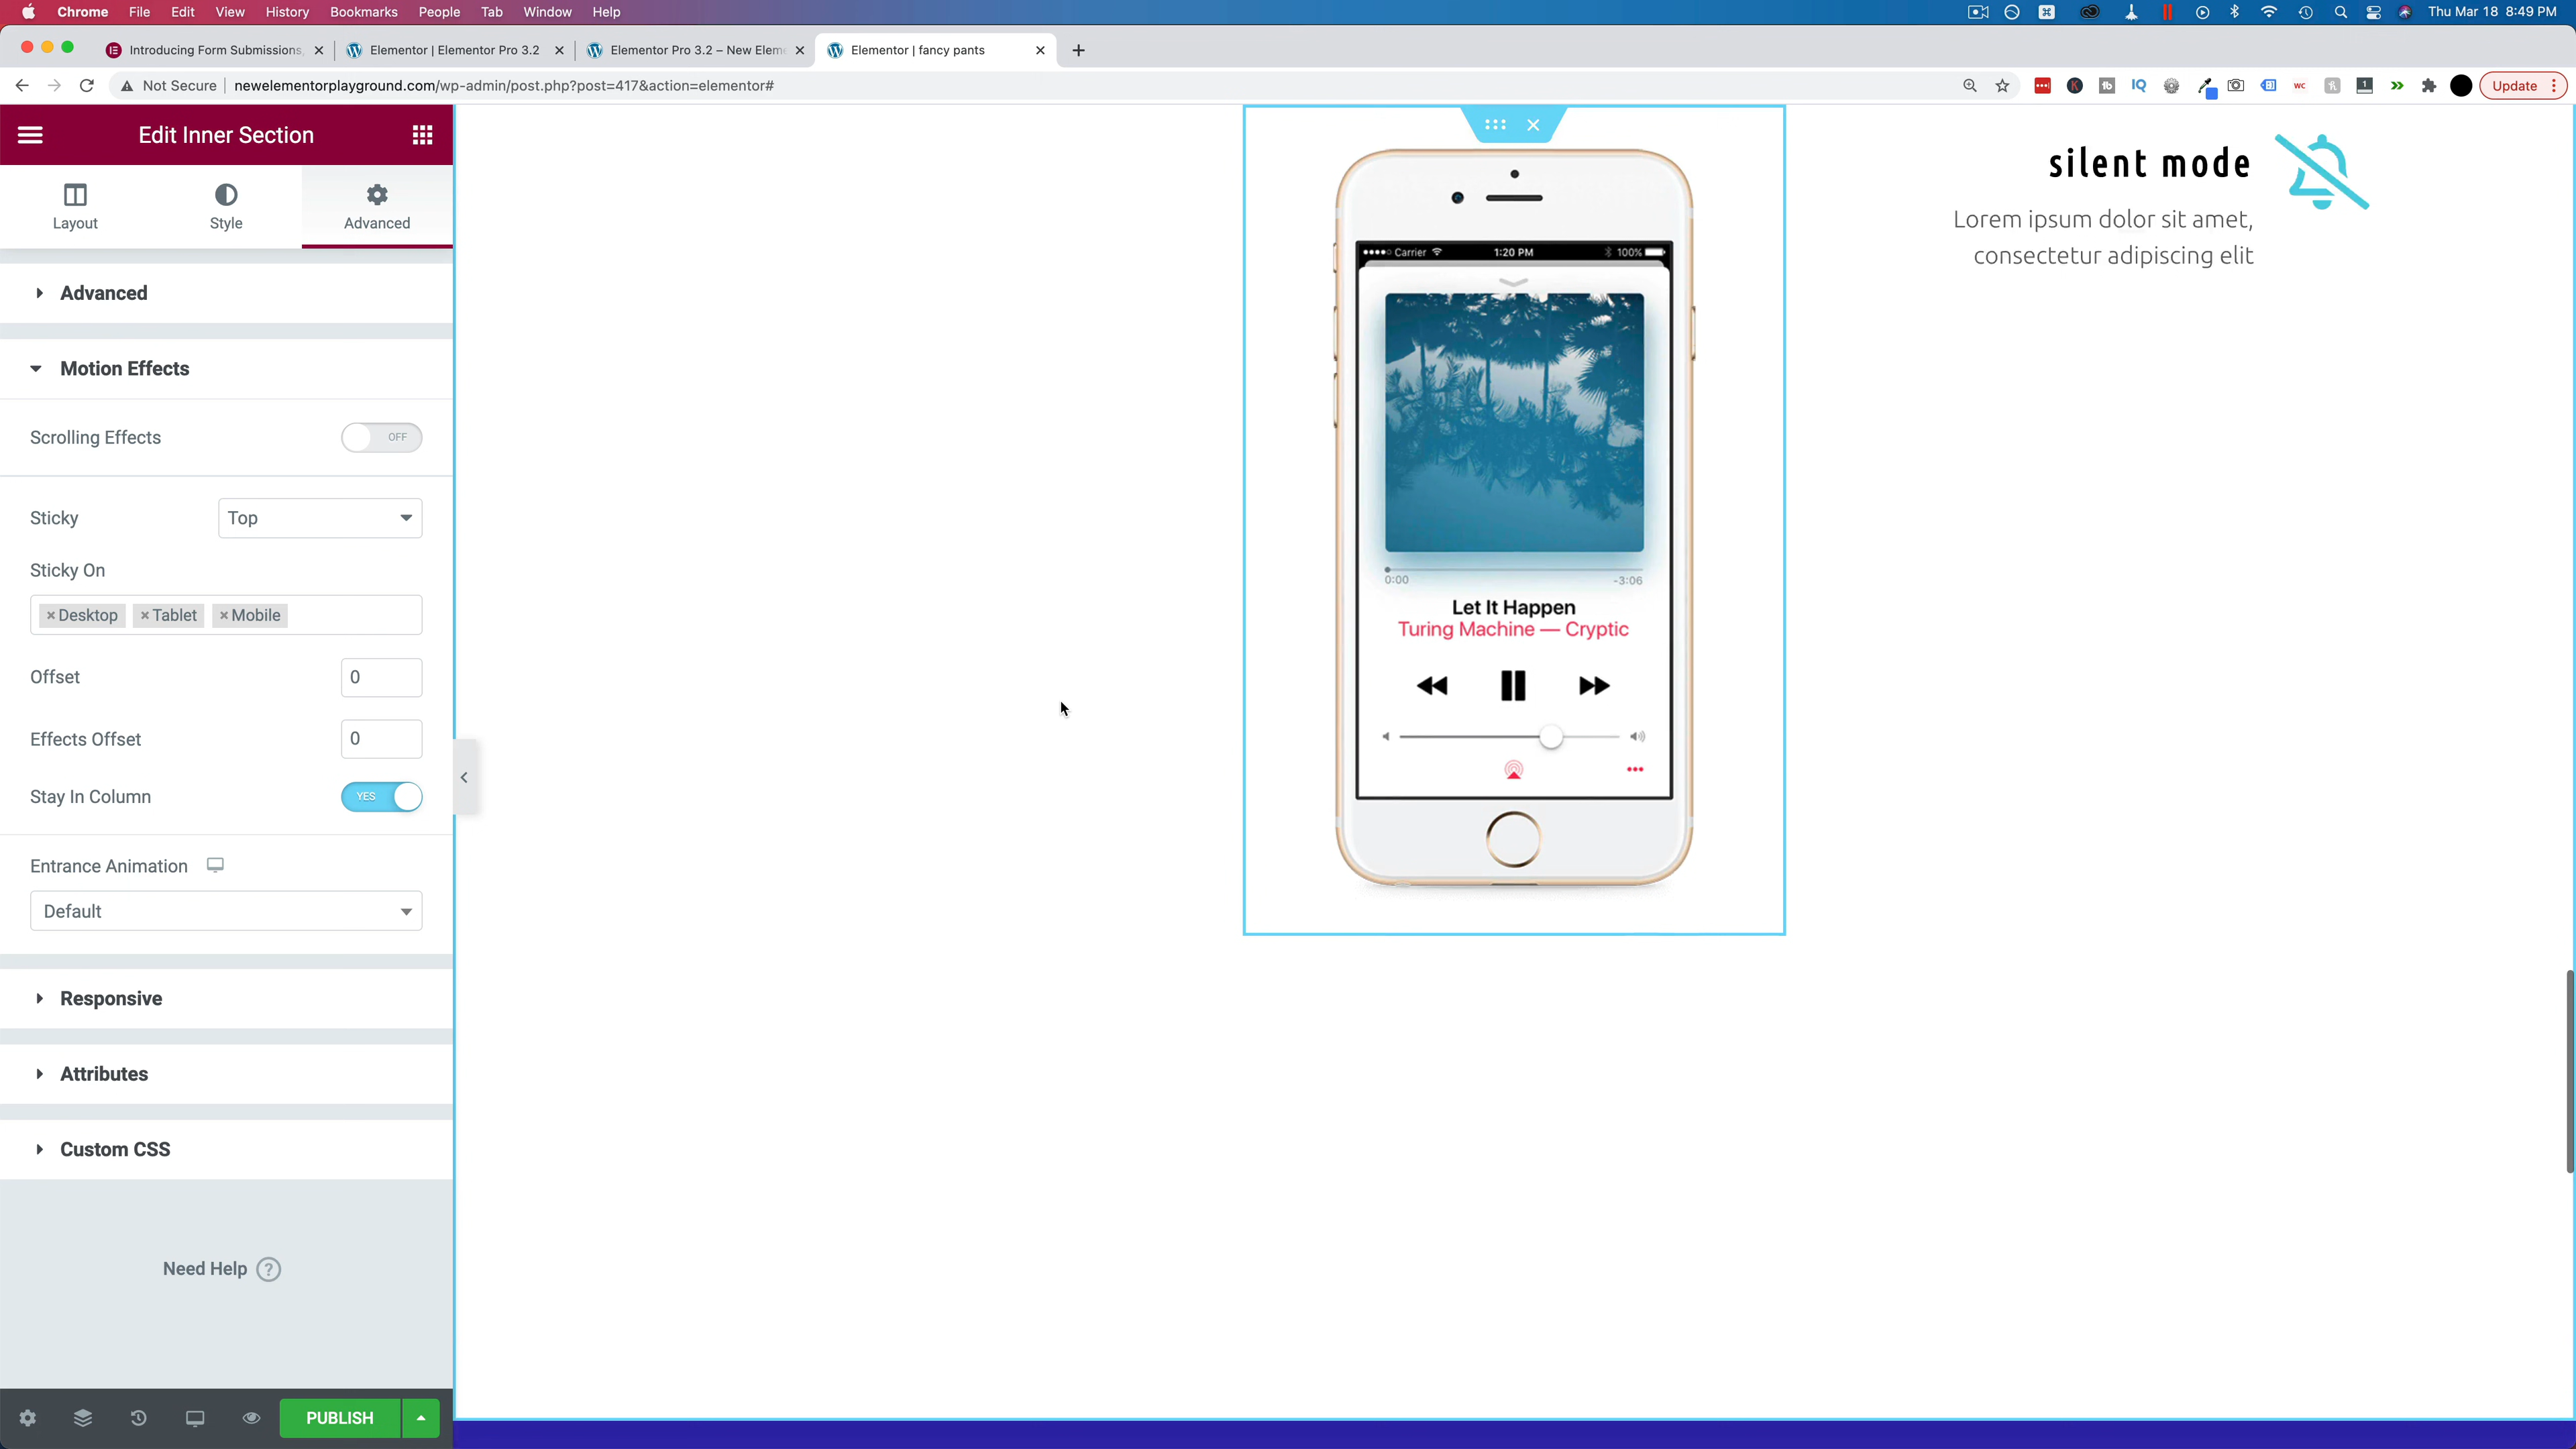 Chrome File Edit View History Bookmarks People Tab Window Help Thu Mar 18 8:49 PM
Introducing Form Submissions, Elementor | Elementor Pro 3.2 Elementor Pro 3.2 – New Elem Elementor | fancy pants
Not Secure newelementorplayground.com/wp-admin/post.php?post=417&action=elementor# Update
Edit Inner Section
Layout Style Advanced
Advanced
Motion Effects
Scrolling Effects OFF
Sticky Top
Sticky On
×Desktop ×Tablet ×Mobile
Offset 0
Effects Offset 0
Stay In Column YES
Entrance Animation
Default
Responsive
Attributes
Custom CSS
Need Help ?
PUBLISH
Carrier 1:20 PM 100%
0:00 -3:06
Let It Happen
Turing Machine — Cryptic
silent mode
Lorem ipsum dolor sit amet,
consectetur adipiscing elit